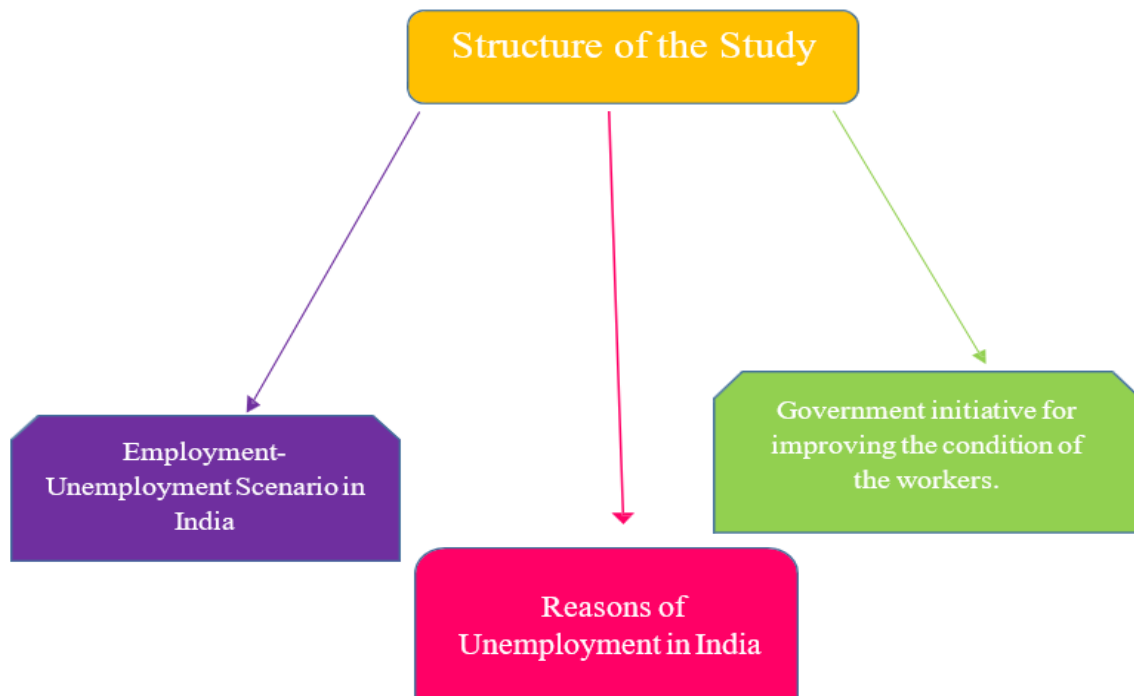 Structure of the Study
Employment-
Unemployment Scenario in
India
Government initiative for
improving the condition of
the workers.
Reasons of
Unemployment in India